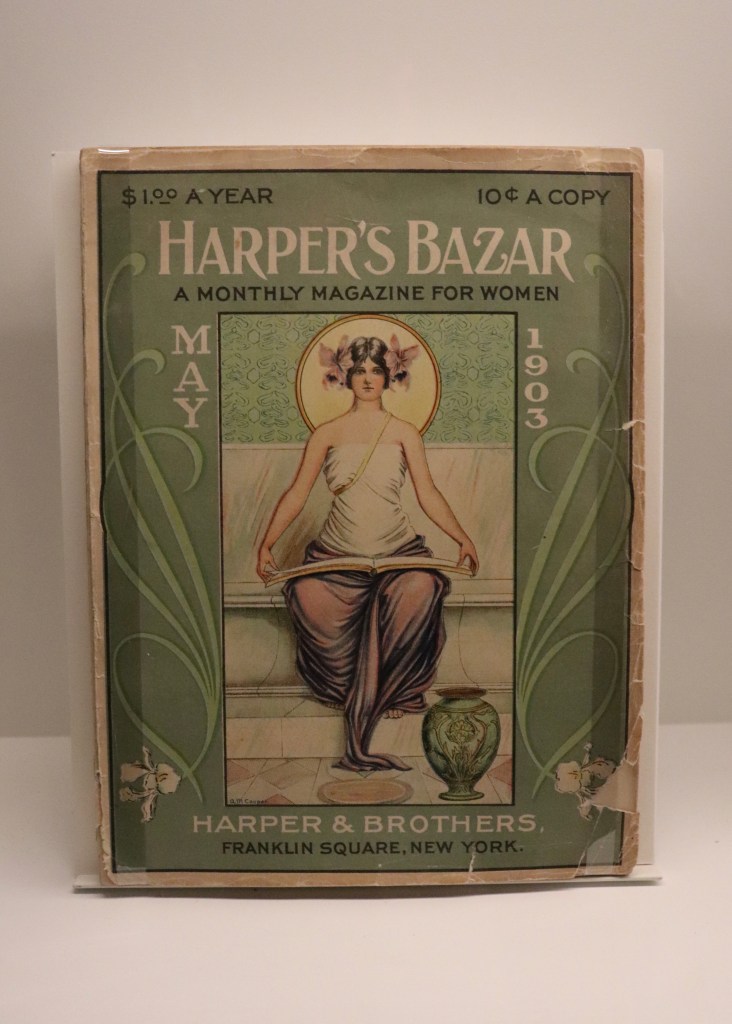 $1.00 A YEAR
10¢ A COPY
HARPER'S BAZAR
A MONTHLY MAGAZINE FOR WOMEN
MAY
1903
HARPER & BROTHERS,
FRANKLIN SQUARE, NEW YORK.